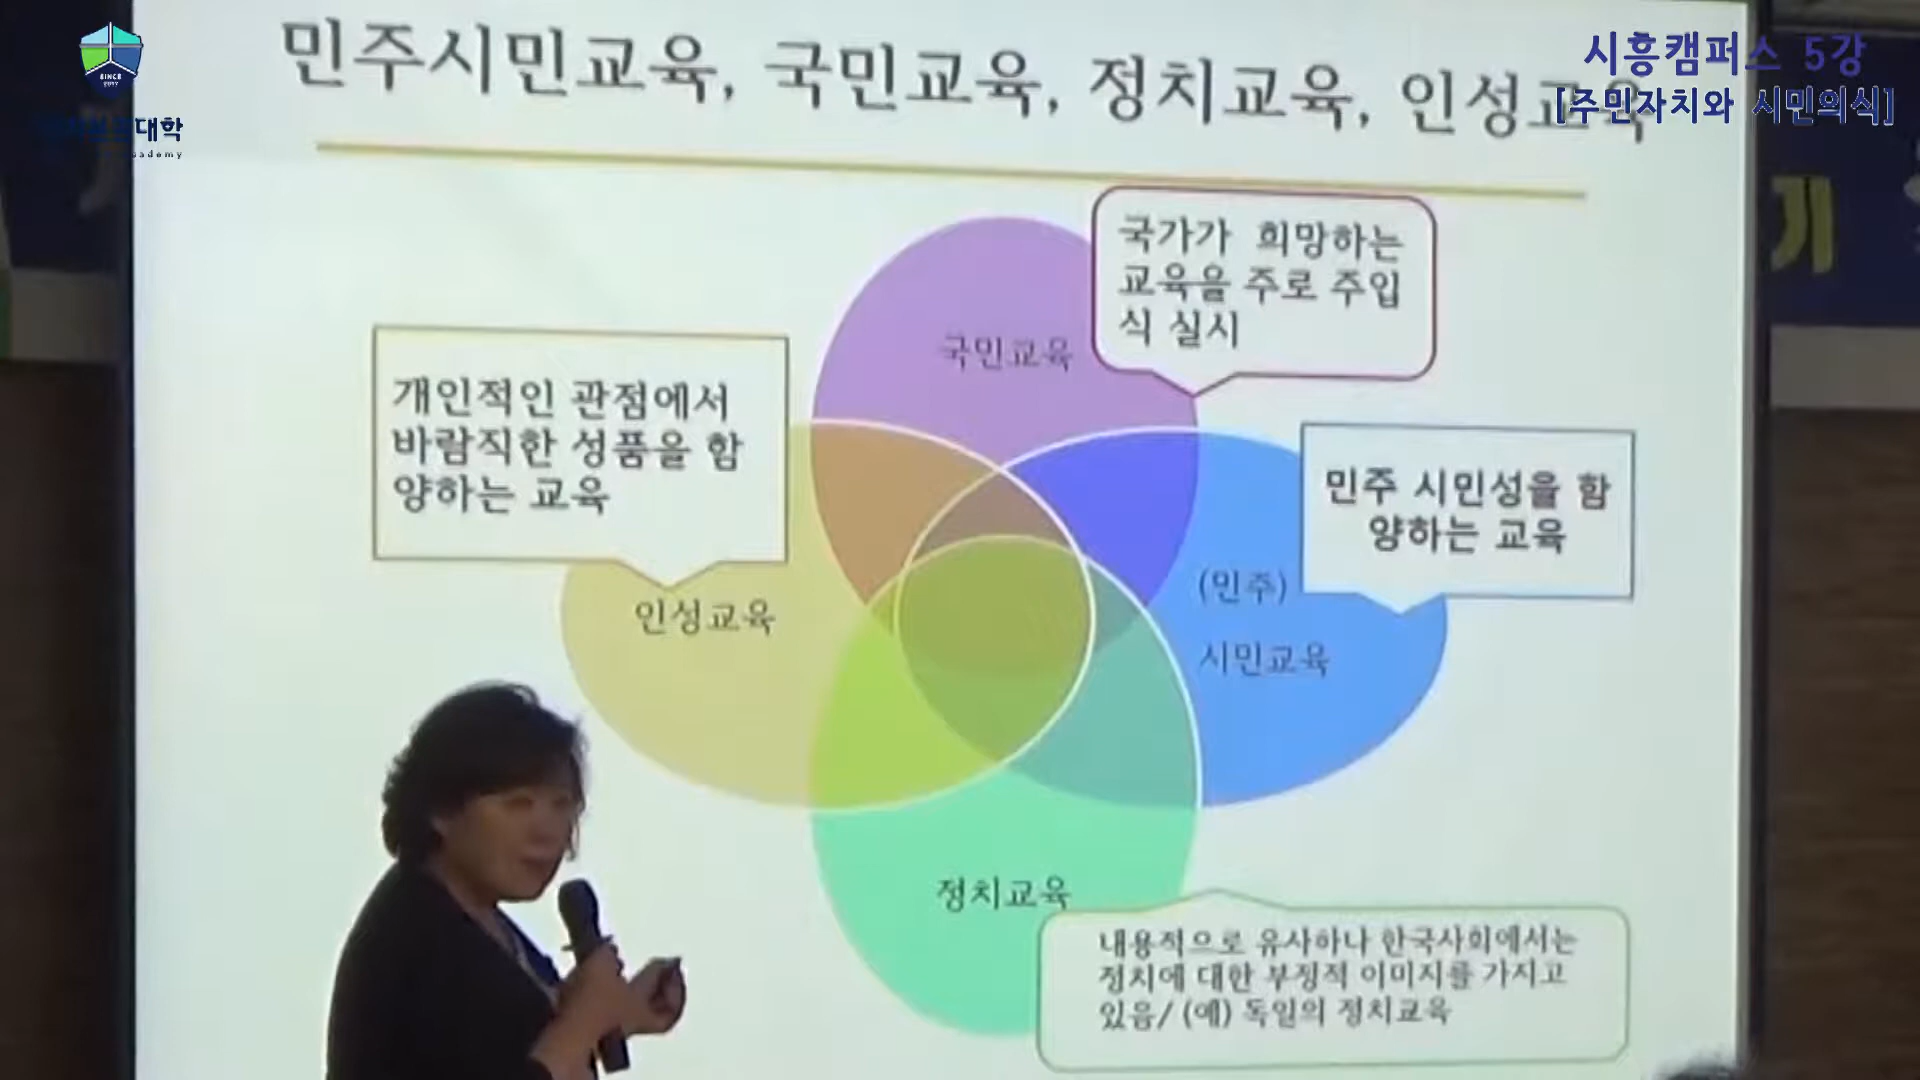 민주시민교육, 국민교육, 정치교육, 인성교육
시흥캠퍼스 5강
[주민자치와 시민의식]
SINCE
대학
기
국가가 희망하는
교육을 주로 주입
식 실시
국민교육
개인적인 관점에서
바람직한 성품을 함
양하는 교육
민주 시민성을 함
양하는 교육
인성교육
(민주)
시민교육
정치교육
내용적으로 유사하나 한국사회에서는
정치에 대한 부정적 이미지를 가지고
있음/ (예) 독일의 정치교육